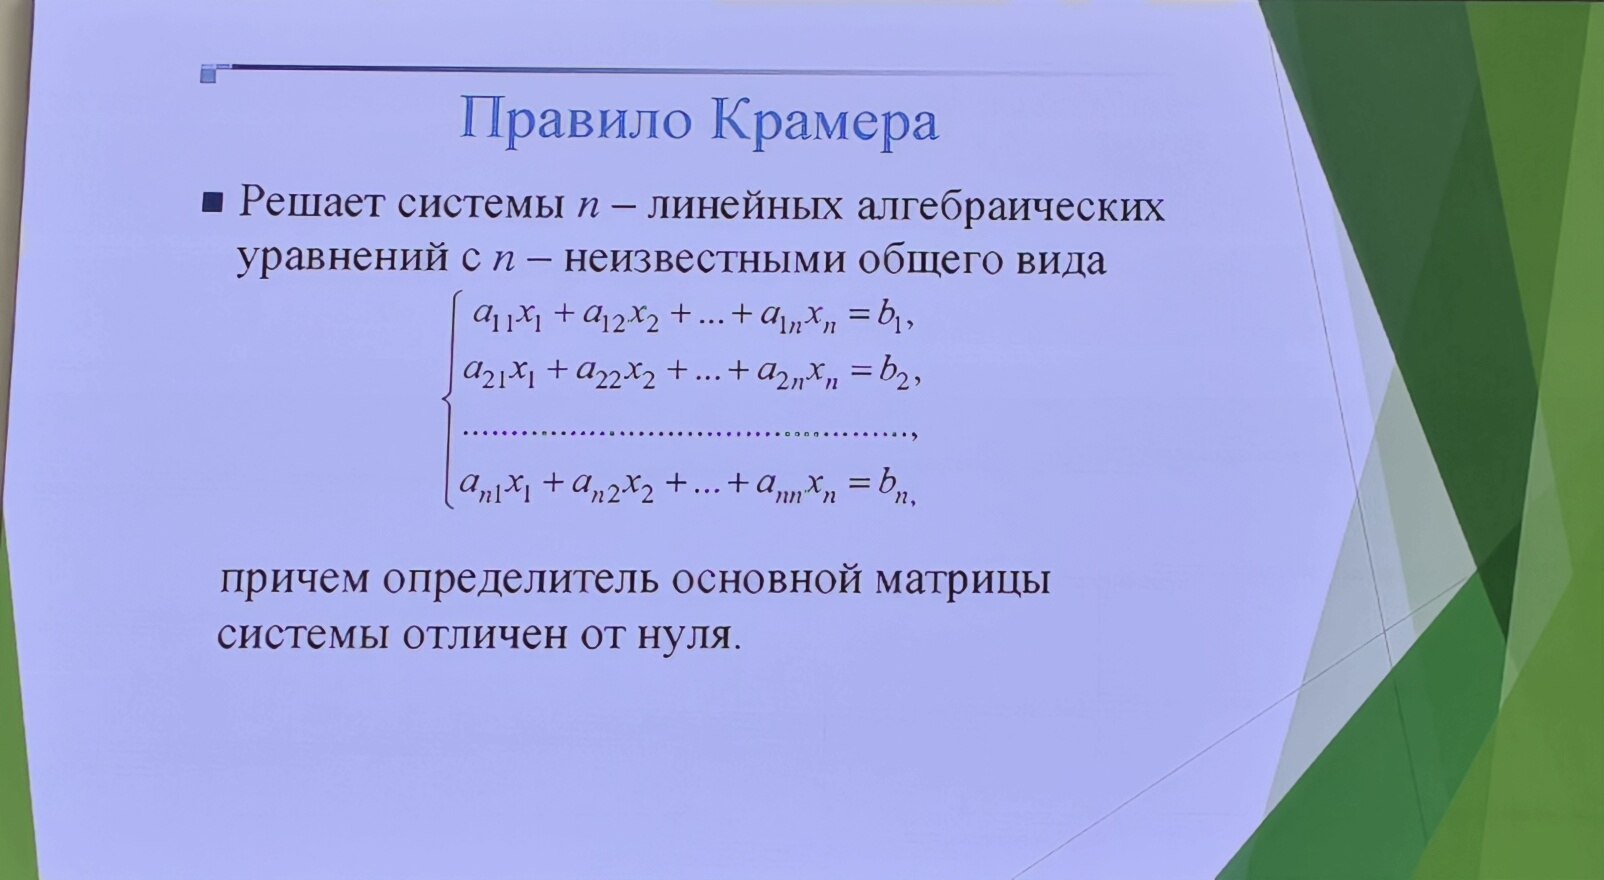 Правило Крамера
■ Решает системы n – линейных алгебраических
уравнений с n – неизвестными общего вида
a₁₁x₁ + a₁₂x₂ + ... + a₁ₙxₙ = b₁,
a₂₁x₁ + a₂₂x₂ + ... + a₂ₙxₙ = b₂,
..............................................,
aₙ₁x₁ + aₙ₂x₂ + ... + aₙₙxₙ = bₙ,
причем определитель основной матрицы
системы отличен от нуля.